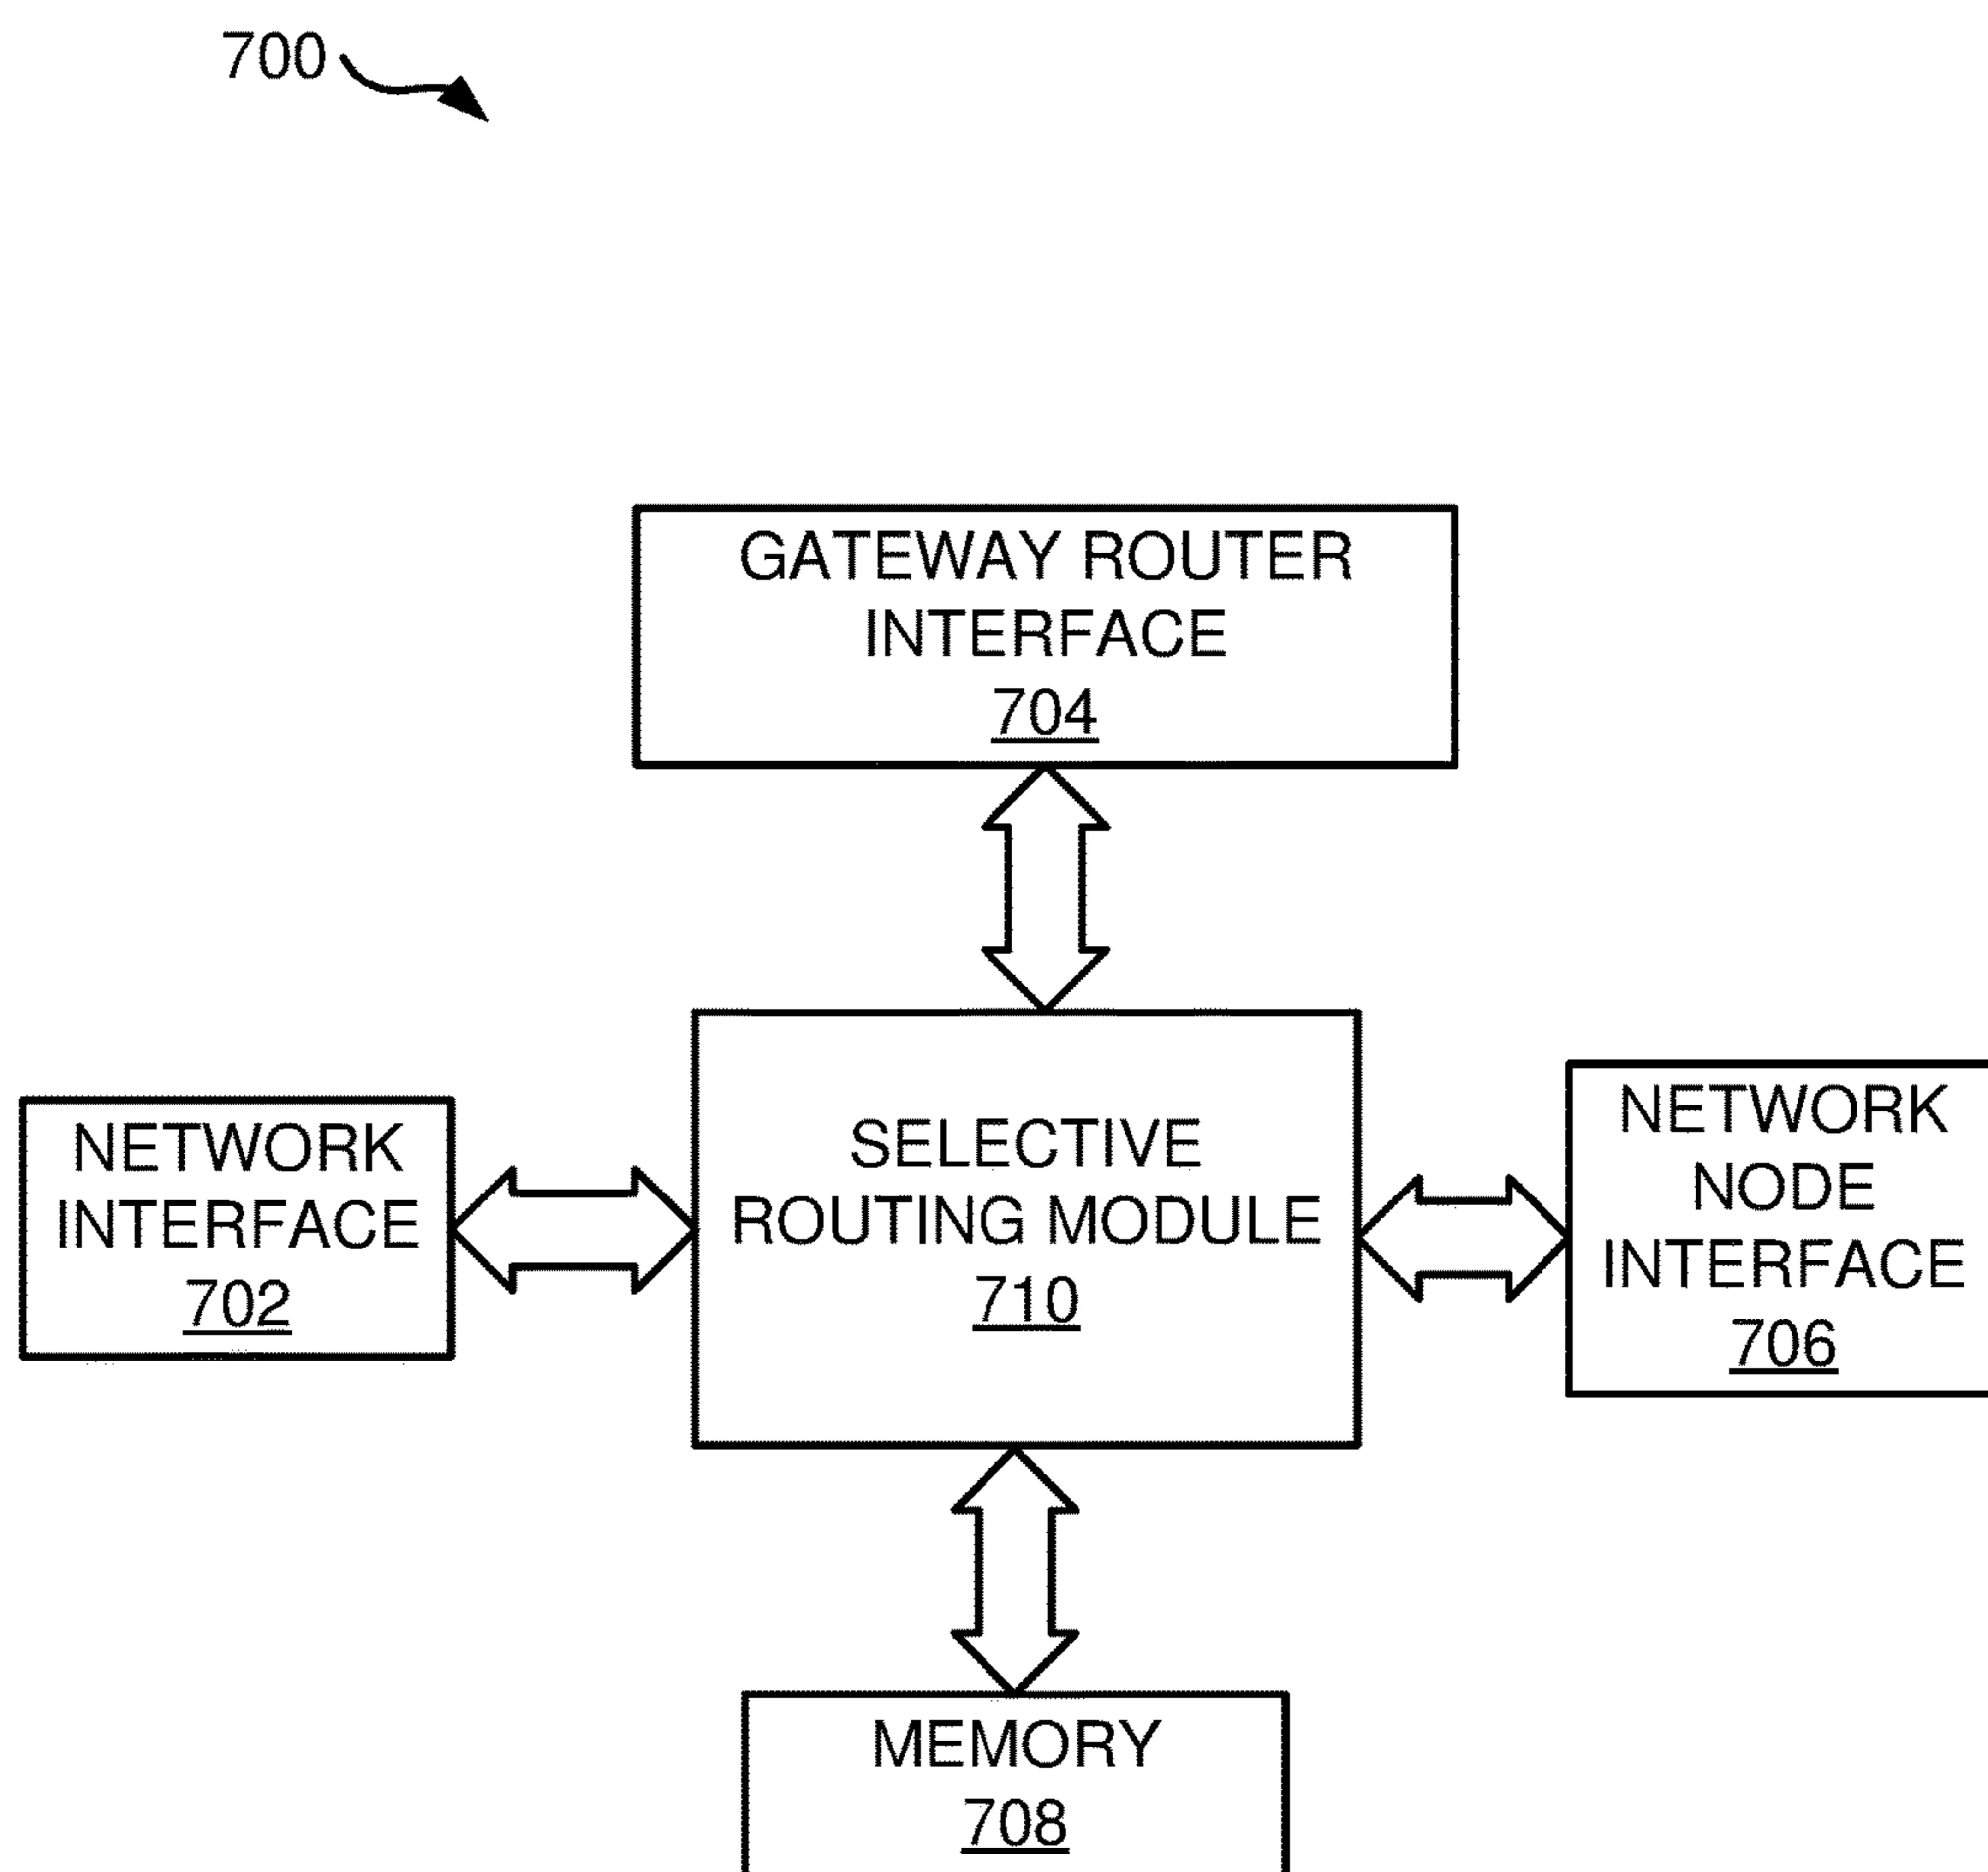 700
GATEWAY ROUTER
INTERFACE
704
NETWORK
INTERFACE
702
SELECTIVE
ROUTING MODULE
710
NETWORK
NODE
INTERFACE
706
MEMORY
708